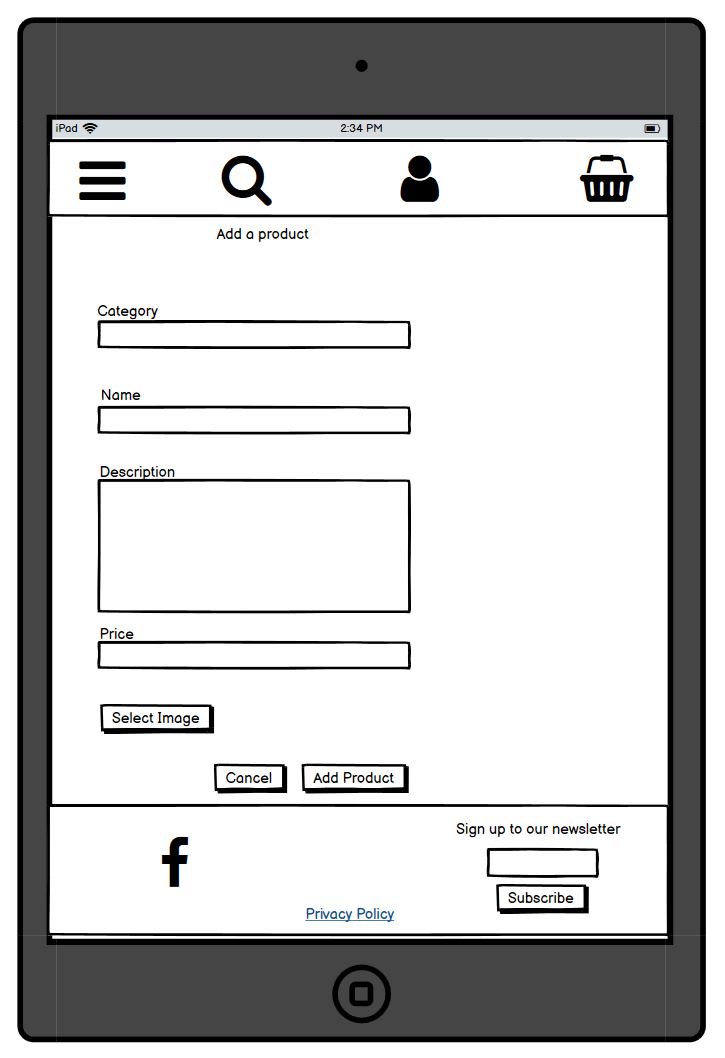 iPad 2:34 PM
Add a product
Category
Name
Description
Price
Select Image
Cancel Add Product
Sign up to our newsletter
Subscribe
Privacy Policy